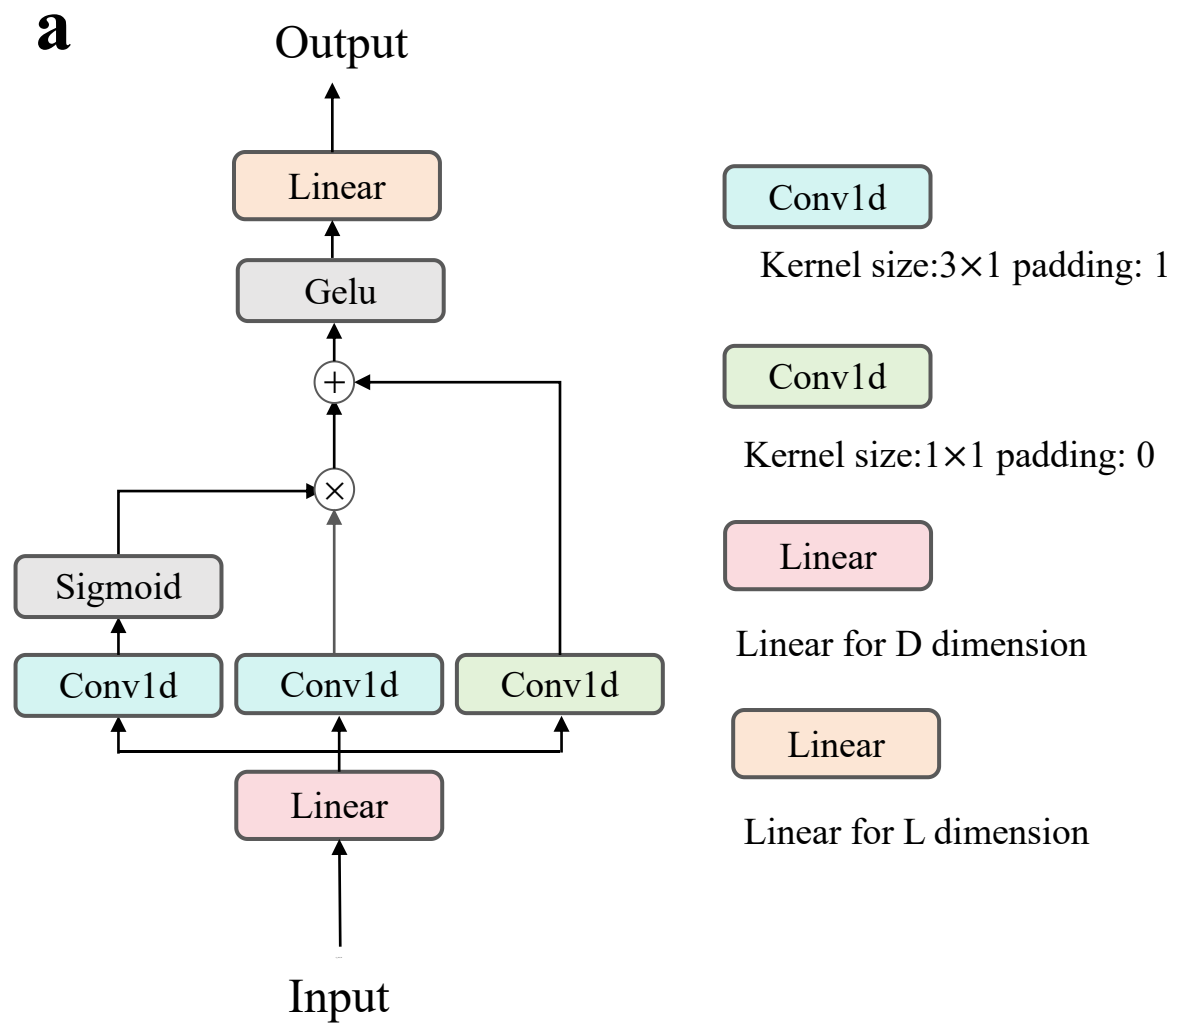 a
Output
Linear
Gelu
+
×
Sigmoid
Conv1d
Conv1d
Conv1d
Linear
Input
Conv1d
Kernel size:3×1 padding: 1
Conv1d
Kernel size:1×1 padding: 0
Linear
Linear for D dimension
Linear
Linear for L dimension